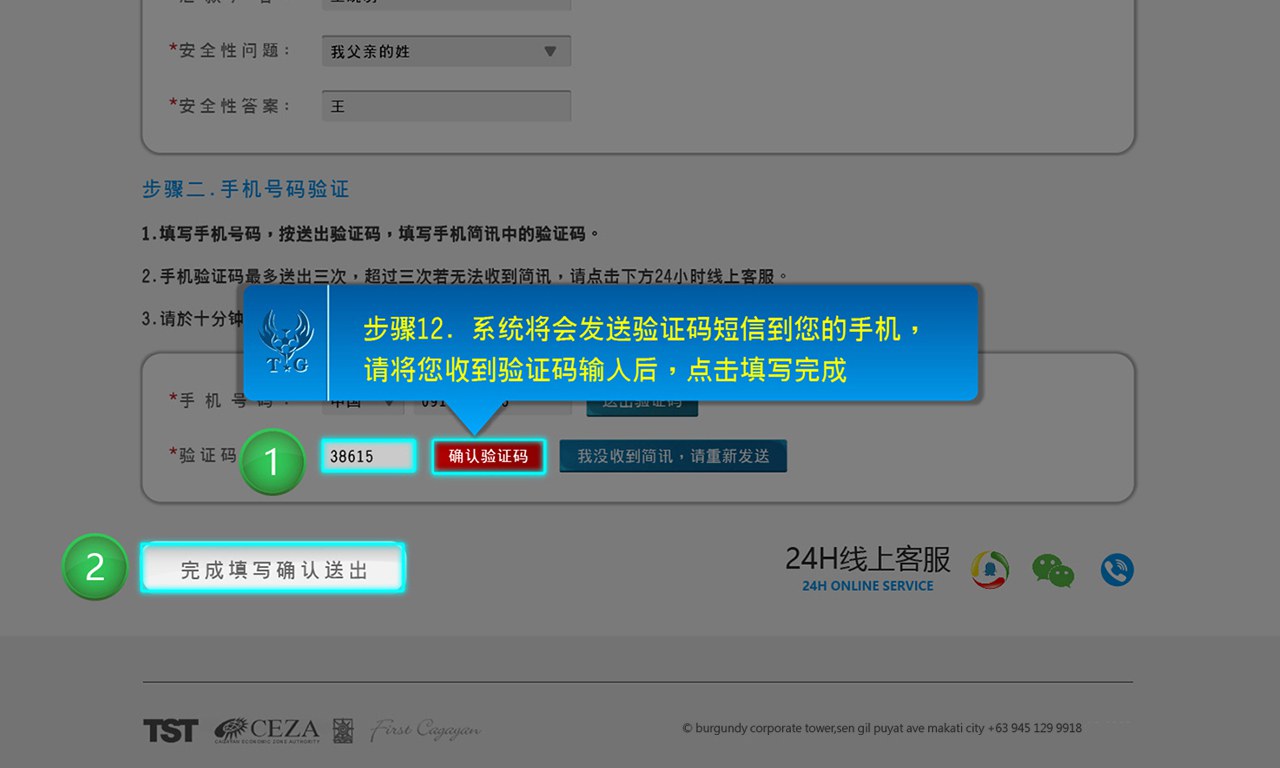 *安全性问题：
我父亲的姓
*安全性答案：
王
步骤二.手机号码验证
1.填写手机号码，按送出验证码，填写手机简讯中的验证码。
2.手机验证码最多送出三次，超过三次若无法收到简讯，请点击下方24小时线上客服。
3.请於十分钟
TG
步骤12. 系统将会发送验证码短信到您的手机，
请将您收到验证码输入后，点击填写完成
*手机号码：
中国
送出验证码
*验证码
1
38615
确认验证码
我没收到简讯，请重新发送
2
完成填写确认送出
24H线上客服
24H ONLINE SERVICE
TST
CEZA
CAGAYAN ECONOMIC ZONE AUTHORITY
First Cagayan
© burgundy corporate tower,sen gil puyat ave makati city +63 945 129 9918